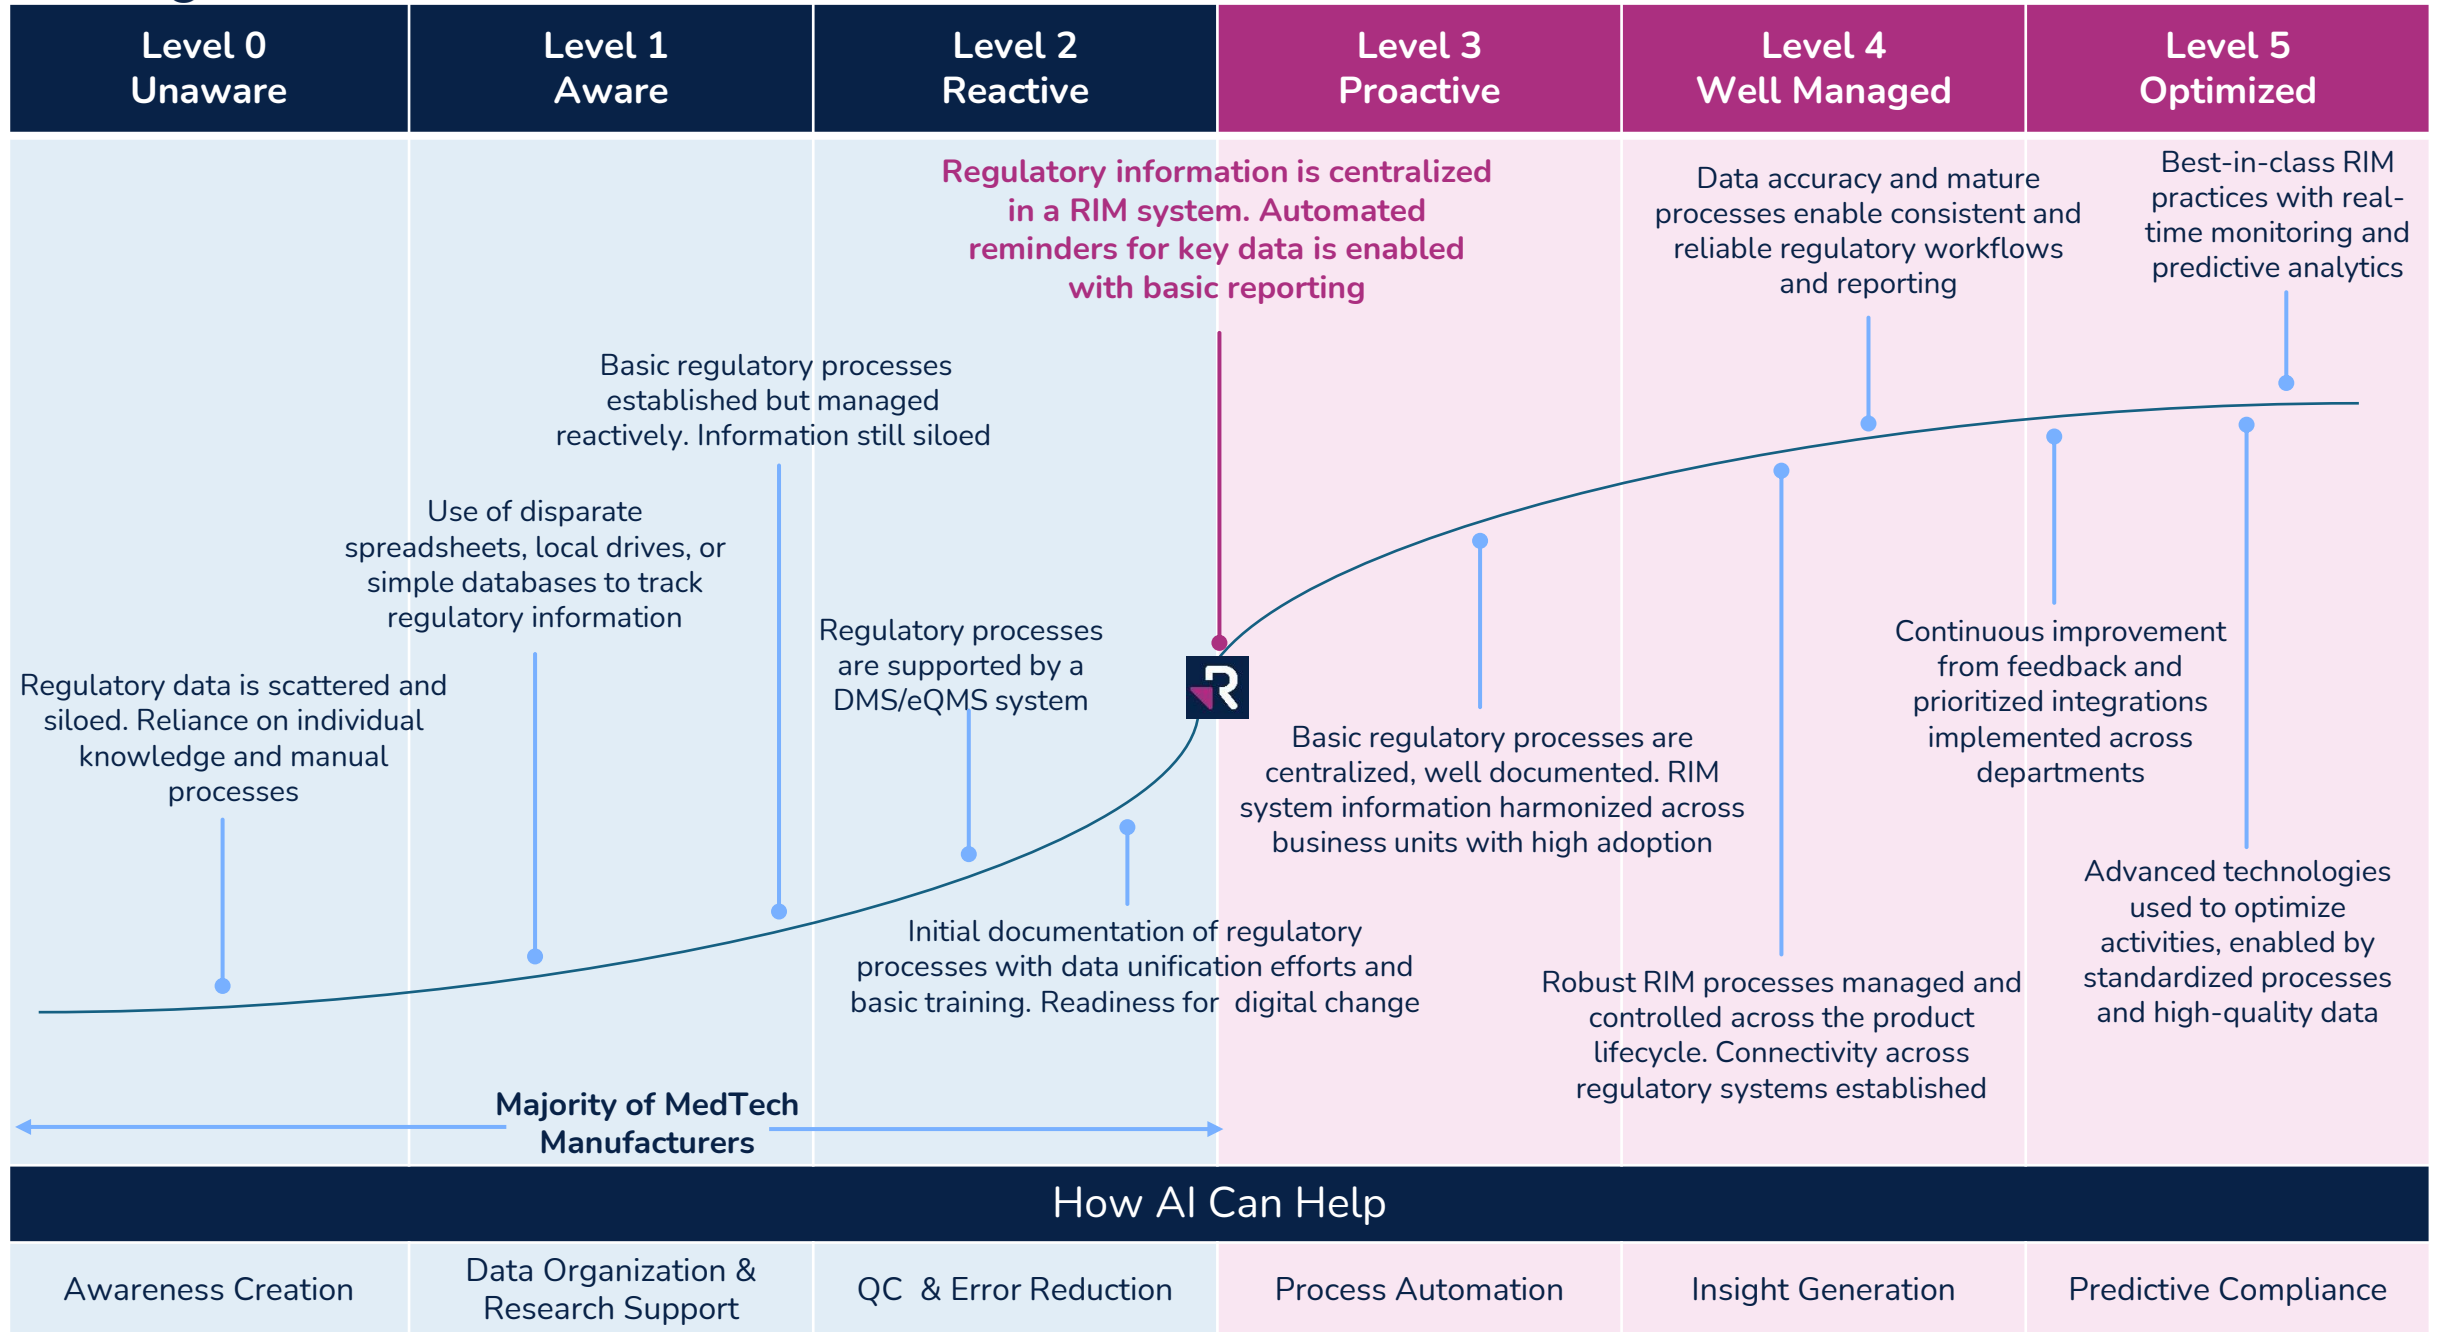 Level 0
Unaware
Level 1
Aware
Level 2
Reactive
Level 3
Proactive
Level 4
Well Managed
Level 5
Optimized
Regulatory data is scattered and
siloed. Reliance on individual
knowledge and manual
processes
Use of disparate
spreadsheets, local drives, or
simple databases to track
regulatory information
Basic regulatory processes
established but managed
reactively. Information still siloed
Regulatory processes
are supported by a
DMS/eQMS system
Initial documentation of regulatory
processes with data unification efforts and
basic training. Readiness for  digital change
Regulatory information is centralized
in a RIM system. Automated
reminders for key data is enabled
with basic reporting
R
Basic regulatory processes are
centralized, well documented. RIM
system information harmonized across
business units with high adoption
Robust RIM processes managed and
controlled across the product
lifecycle. Connectivity across
regulatory systems established
Data accuracy and mature
processes enable consistent and
reliable regulatory workflows
and reporting
Continuous improvement
from feedback and
prioritized integrations
implemented across
departments
Advanced technologies
used to optimize
activities, enabled by
standardized processes
and high-quality data
Best-in-class RIM
practices with real-
time monitoring and
predictive analytics
Majority of MedTech
Manufacturers
How AI Can Help
Awareness Creation
Data Organization &
Research Support
QC  & Error Reduction
Process Automation
Insight Generation
Predictive Compliance